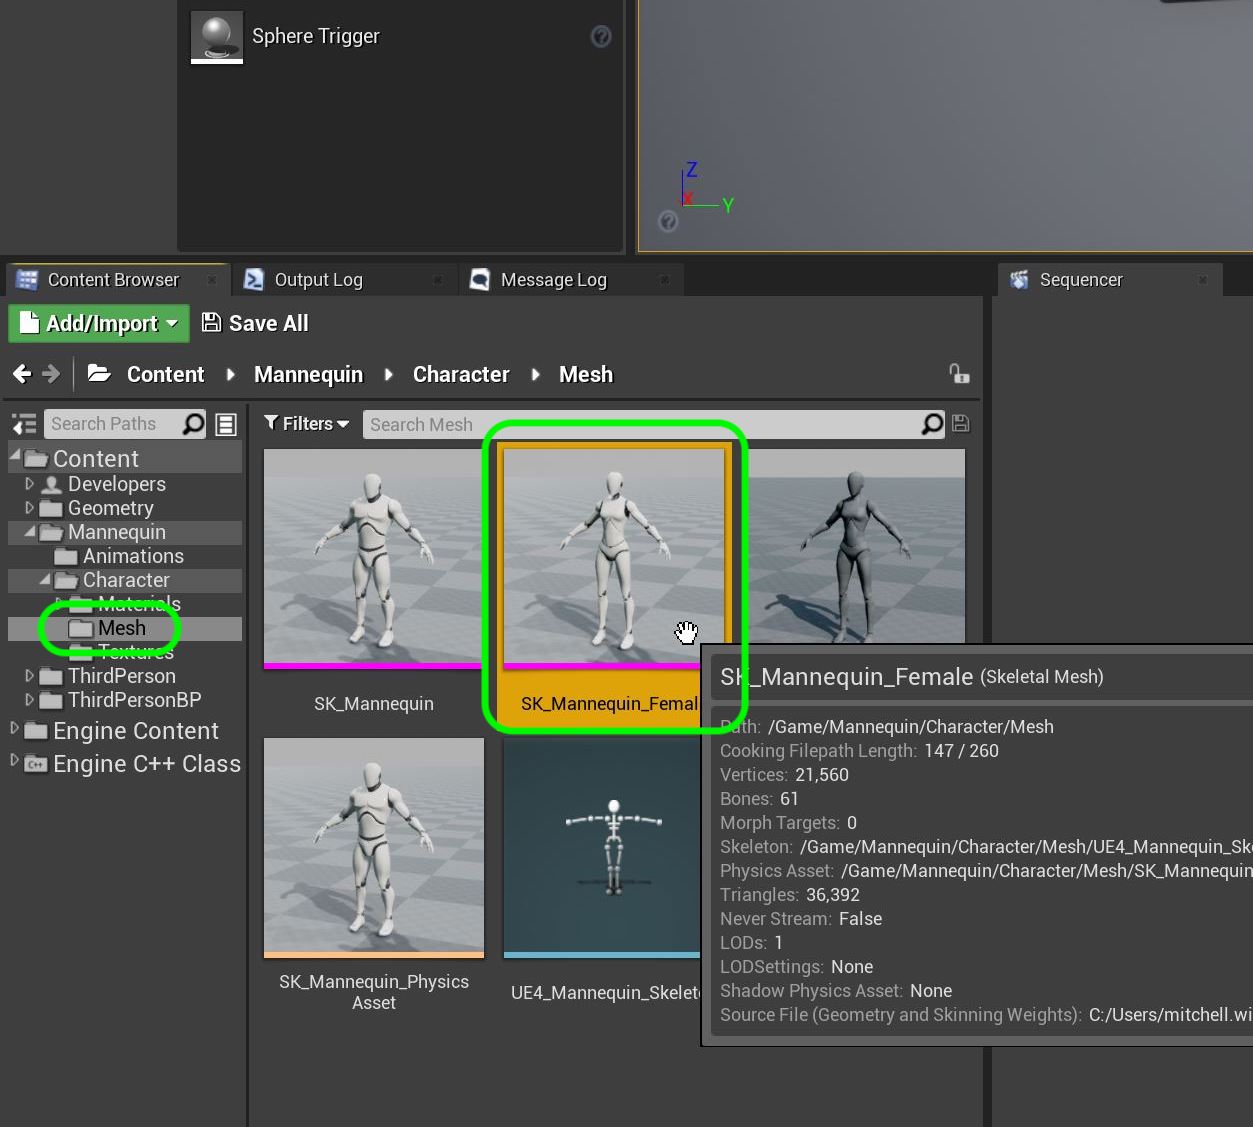 Sphere Trigger
Z
X
Y
Content Browser
Output Log
Message Log
Sequencer
Add/Import
Save All
Content
Mannequin
Character
Mesh
Search Paths
Filters
Search Mesh
Content
Developers
Geometry
Mannequin
Animations
Character
Materials
Mesh
Textures
ThirdPerson
ThirdPersonBP
Engine Content
Engine C++ Class
C++
SK_Mannequin
SK_Mannequin_Femal
SK_Mannequin_Physics
Asset
UE4_Mannequin_Skelet
SK_Mannequin_Female (Skeletal Mesh)
Path: /Game/Mannequin/Character/Mesh
Cooking Filepath Length: 147 / 260
Vertices: 21,560
Bones: 61
Morph Targets: 0
Skeleton: /Game/Mannequin/Character/Mesh/UE4_Mannequin_Ske
Physics Asset: /Game/Mannequin/Character/Mesh/SK_Mannequin
Triangles: 36,392
Never Stream: False
LODs: 1
LODSettings: None
Shadow Physics Asset: None
Source File (Geometry and Skinning Weights): C:/Users/mitchell.wi